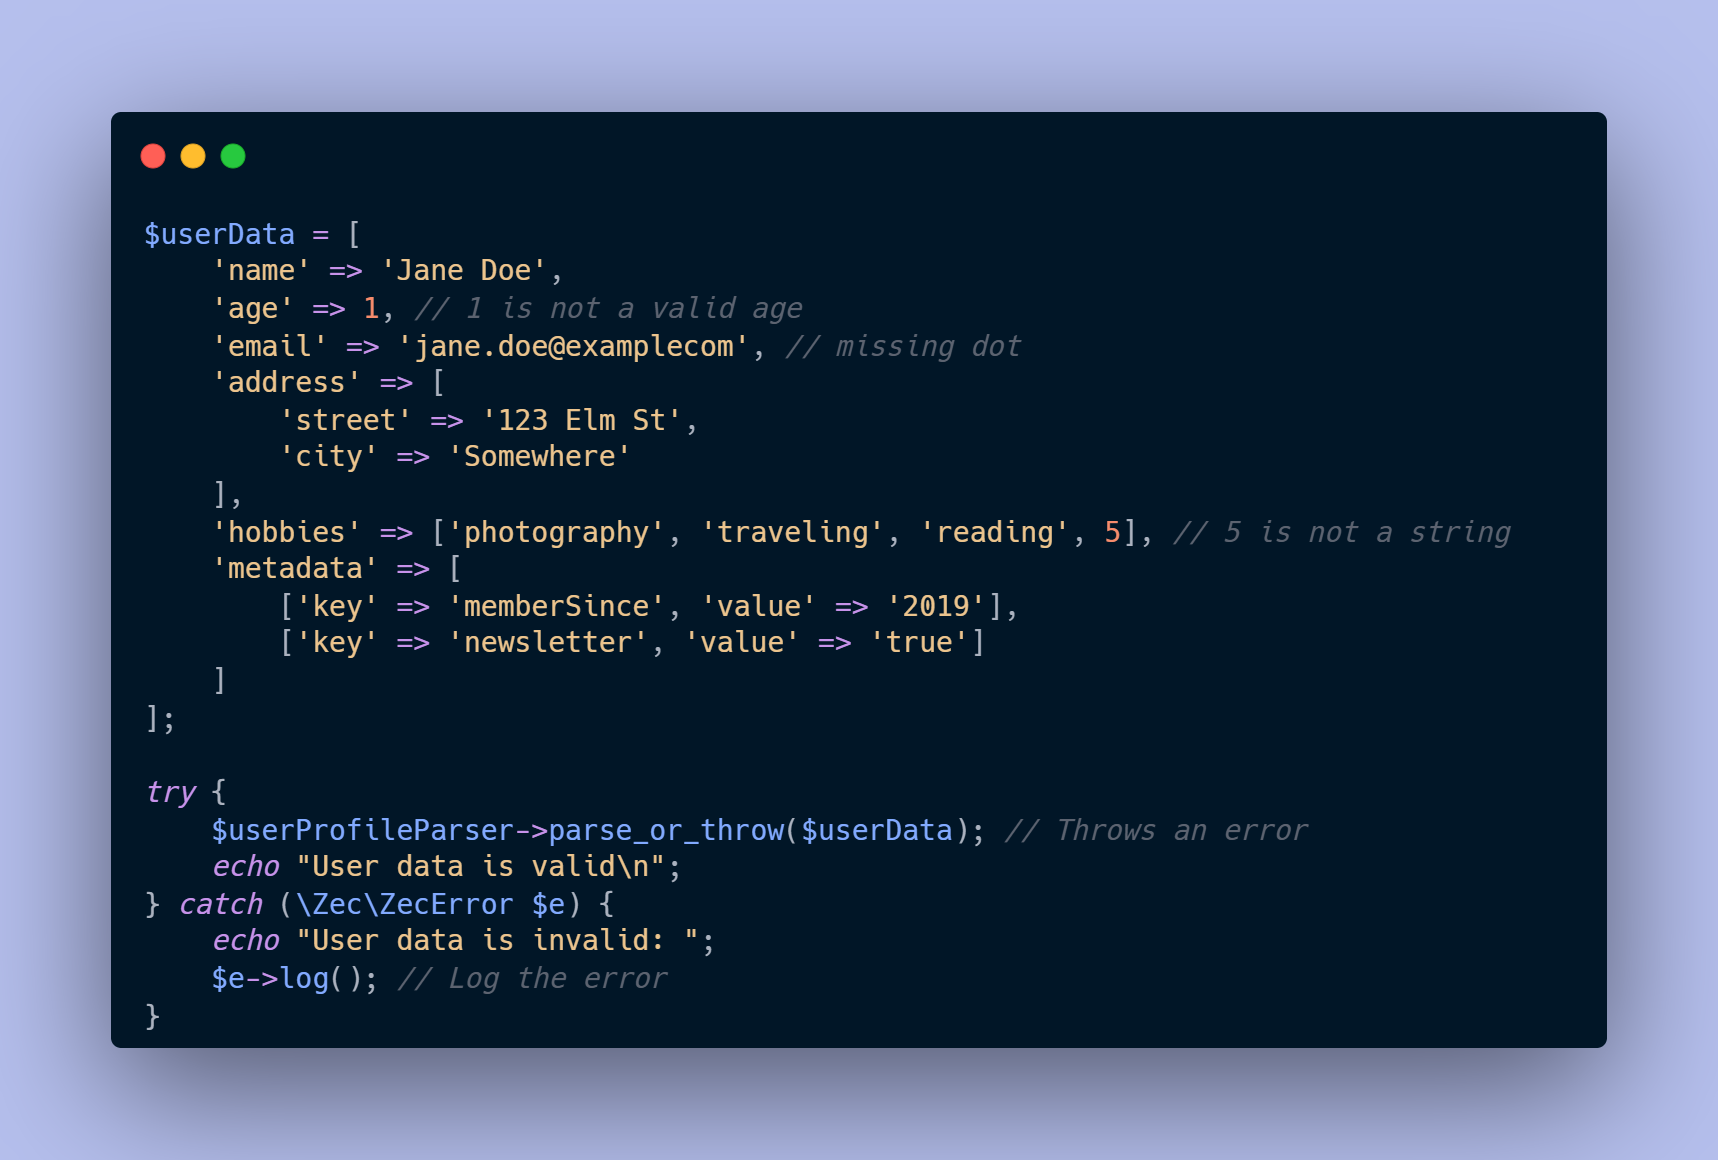 $userData = [
    'name' => 'Jane Doe',
    'age' => 1, // 1 is not a valid age
    'email' => 'jane.doe@examplecom', // missing dot
    'address' => [
        'street' => '123 Elm St',
        'city' => 'Somewhere'
    ],
    'hobbies' => ['photography', 'traveling', 'reading', 5], // 5 is not a string
    'metadata' => [
        ['key' => 'memberSince', 'value' => '2019'],
        ['key' => 'newsletter', 'value' => 'true']
    ]
];

try {
    $userProfileParser->parse_or_throw($userData); // Throws an error
    echo "User data is valid\n";
} catch (\Zec\ZecError $e) {
    echo "User data is invalid: ";
    $e->log(); // Log the error
}